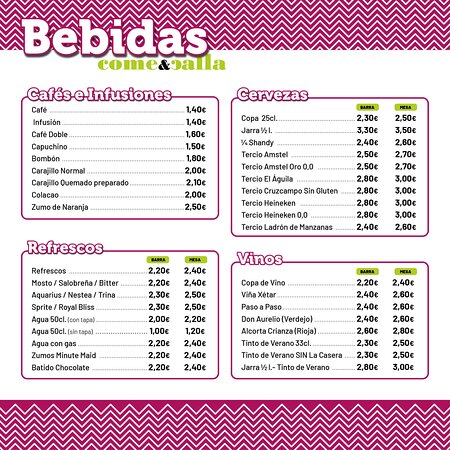 Bebidas
come&calla
Cafés e Infusiones
Café 1,40€
Infusión 1,40€
Café Doble 1,60€
Capuchino 1,50€
Bombón 1,80€
Carajillo Normal 2,00€
Carajillo Quemado preparado 2,10€
Colacao 2,00€
Zumo de Naranja 2,50€
Refrescos
BARRA MESA
Refrescos 2,20€ 2,40€
Mosto / Salobreña / Bitter 2,20€ 2,40€
Aquarius / Nestea / Trina 2,30€ 2,50€
Sprite / Royal Bliss 2,30€ 2,50€
Agua 50cl. (con tapa) 2,00€ 2,20€
Agua 50cl. (sin tapa) 1,00€ 1,20€
Agua con gas 2,20€ 2,40€
Zumos Minute Maid 2,20€ 2,40€
Batido Chocolate 2,20€ 2,40€
Cervezas
BARRA MESA
Copa 25cl. 2,30€ 2,50€
Jarra ½ l. 3,30€ 3,50€
¼ Shandy 2,40€ 2,60€
Tercio Amstel 2,50€ 2,70€
Tercio Amstel Oro 0,0 2,50€ 2,70€
Tercio El Águila 2,80€ 3,00€
Tercio Cruzcampo Sin Gluten 2,80€ 3,00€
Tercio Heineken 2,80€ 3,00€
Tercio Heineken 0,0 2,80€ 3,00€
Tercio Ladrón de Manzanas 2,40€ 2,60€
Vinos
BARRA MESA
Copa de Vino 2,20€ 2,40€
Viña Xétar 2,40€ 2,60€
Paso a Paso 2,40€ 2,60€
Don Aurelio (Verdejo) 2,40€ 2,60€
Alcorta Crianza (Rioja) 2,60€ 2,80€
Tinto de Verano 33cl. 2,30€ 2,50€
Tinto de Verano SIN La Casera 2,30€ 2,50€
Jarra ½ l.- Tinto de Verano 2,80€ 3,00€